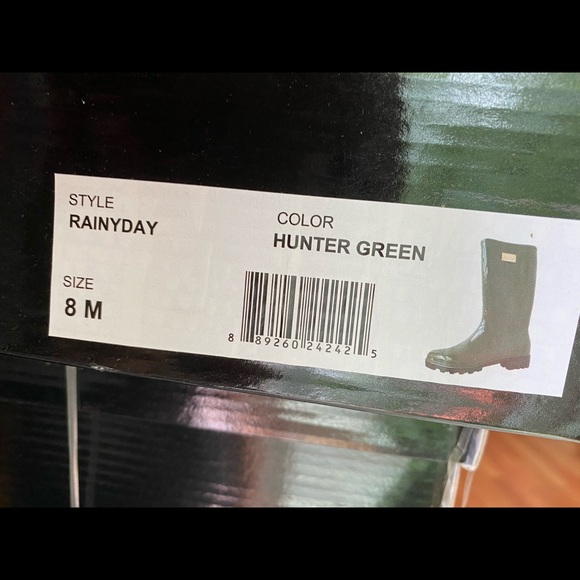 STYLE
RAINYDAY
COLOR
HUNTER GREEN
SIZE
8 M
8 89260 24242 5